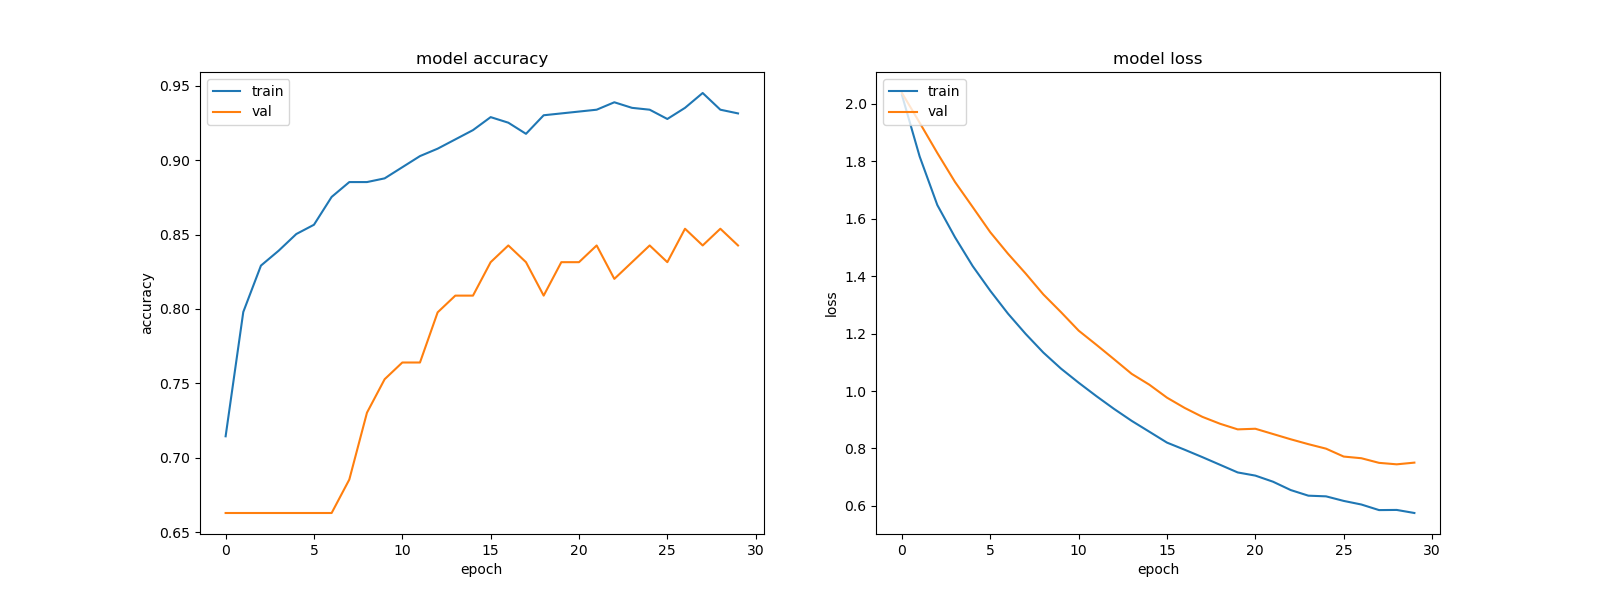 model accuracy
train
val
0.95
0.90
0.85
0.80
0.75
0.70
0.65
accuracy
0 5 10 15 20 25 30
epoch
model loss
train
val
2.0
1.8
1.6
1.4
1.2
1.0
0.8
0.6
loss
0 5 10 15 20 25 30
epoch